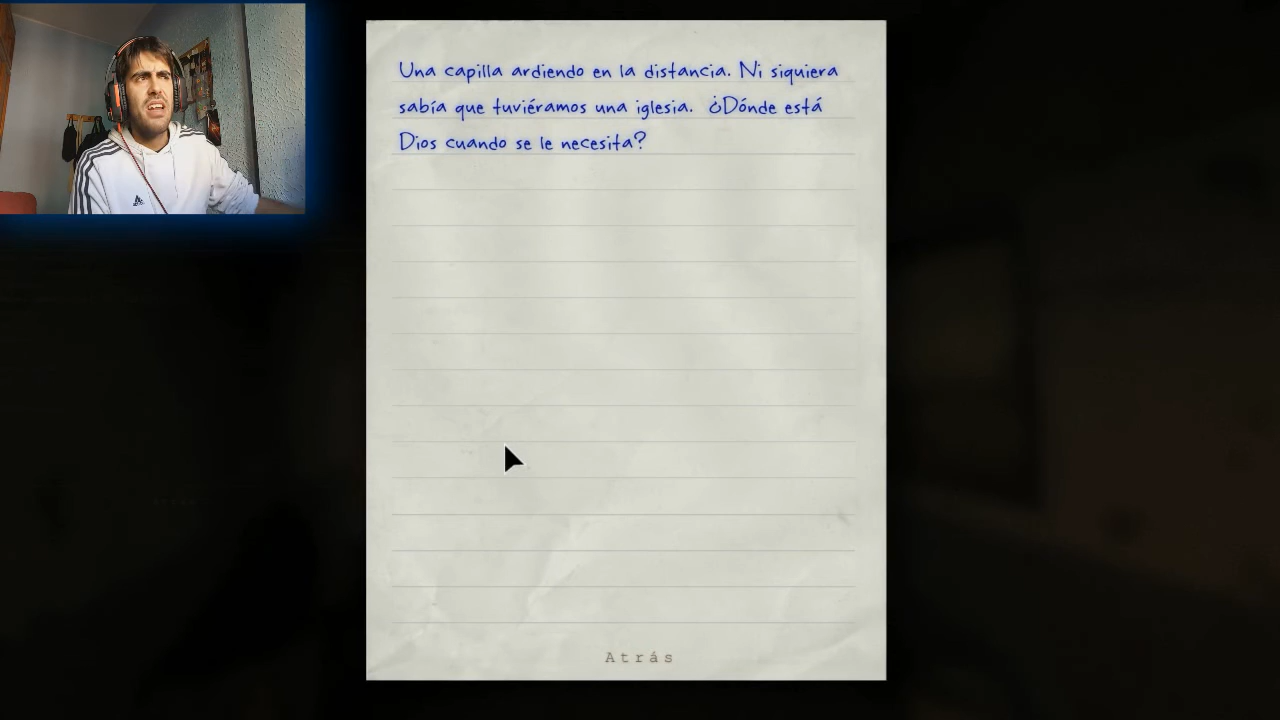 Una capilla ardiendo en la distancia. Ni siquiera
sabía que tuviéramos una iglesia. ¿Dónde está
Dios cuando se le necesita?
Atrás